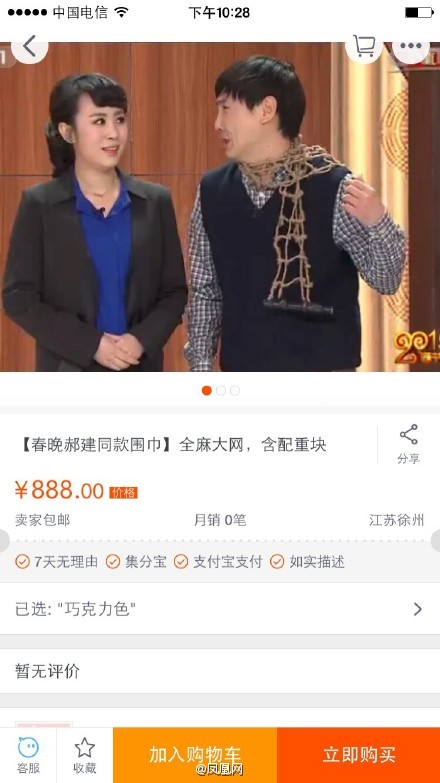 中国电信
下午10:28
1
2015
【春晚郝建同款围巾】全麻大网，含配重块
分享
¥888.00 价格
卖家包邮 月销 0笔 江苏徐州
7天无理由 集分宝 支付宝支付 如实描述
已选: "巧克力色"
暂无评价
客服 收藏 加入购物车 立即购买
@凤凰网